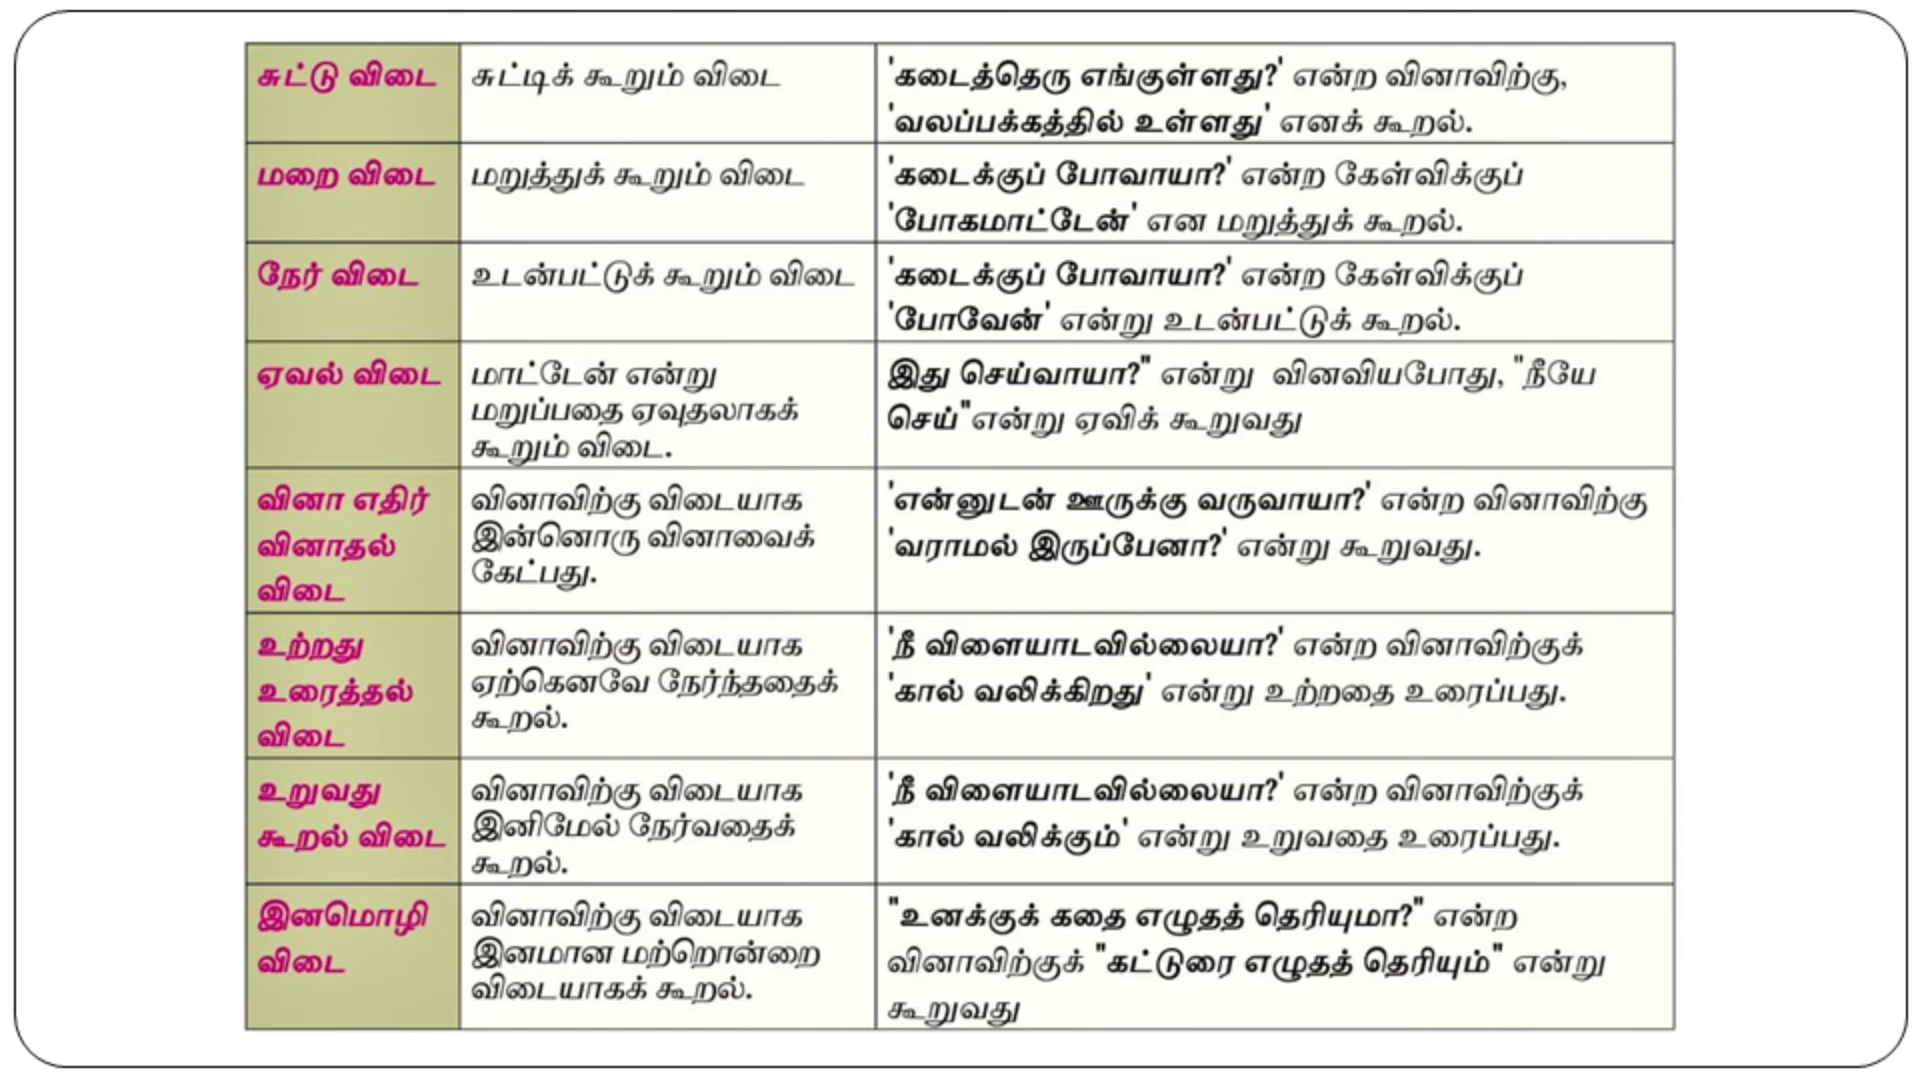 சுட்டு விடை
சுட்டிக் கூறும் விடை
'கடைத்தெரு எங்குள்ளது?' என்ற வினாவிற்கு,
'வலப்பக்கத்தில் உள்ளது' எனக் கூறல்.
மறை விடை
மறுத்துக் கூறும் விடை
'கடைக்குப் போவாயா?' என்ற கேள்விக்குப்
'போகமாட்டேன்' என மறுத்துக் கூறல்.
நேர் விடை
உடன்பட்டுக் கூறும் விடை
'கடைக்குப் போவாயா?' என்ற கேள்விக்குப்
'போவேன்' என்று உடன்பட்டுக் கூறல்.
ஏவல் விடை
மாட்டேன் என்று
மறுப்பதை ஏவுதலாகக்
கூறும் விடை.
இது செய்வாயா?" என்று வினவியபோது, "நீயே
செய்"என்று ஏவிக் கூறுவது
வினா எதிர்
வினாதல்
விடை
வினாவிற்கு விடையாக
இன்னொரு வினாவைக்
கேட்பது.
'என்னுடன் ஊருக்கு வருவாயா?' என்ற வினாவிற்கு
'வராமல் இருப்பேனா?' என்று கூறுவது.
உற்றது
உரைத்தல்
விடை
வினாவிற்கு விடையாக
ஏற்கெனவே நேர்ந்ததைக்
கூறல்.
'நீ விளையாடவில்லையா?' என்ற வினாவிற்குக்
'கால் வலிக்கிறது' என்று உற்றதை உரைப்பது.
உறுவது
கூறல் விடை
வினாவிற்கு விடையாக
இனிமேல் நேர்வதைக்
கூறல்.
'நீ விளையாடவில்லையா?' என்ற வினாவிற்குக்
'கால் வலிக்கும்' என்று உறுவதை உரைப்பது.
இனமொழி
விடை
வினாவிற்கு விடையாக
இனமான மற்றொன்றை
விடையாகக் கூறல்.
"உனக்குக் கதை எழுதத் தெரியுமா?" என்ற
வினாவிற்குக் "கட்டுரை எழுதத் தெரியும்" என்று
கூறுவது